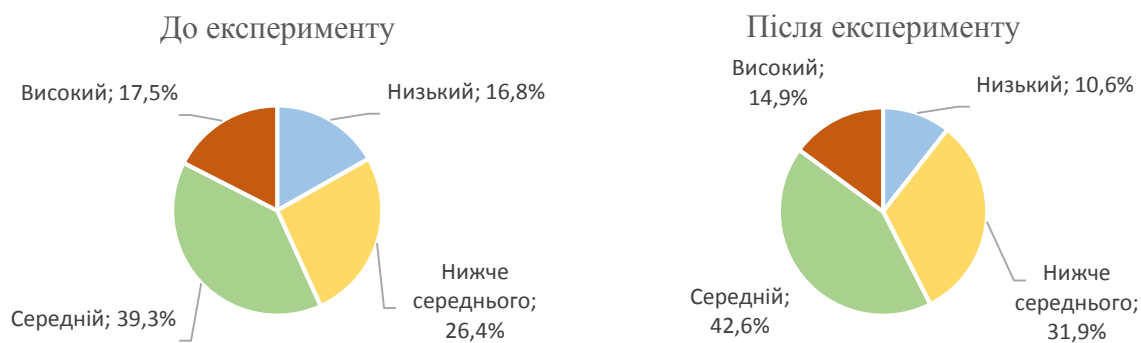 До експерименту
Високий; 17,5%
Низький; 16,8%
Середній; 39,3%
Нижче
середнього;
26,4%
Після експерименту
Високий;
14,9%
Низький; 10,6%
Середній;
42,6%
Нижче
середнього;
31,9%